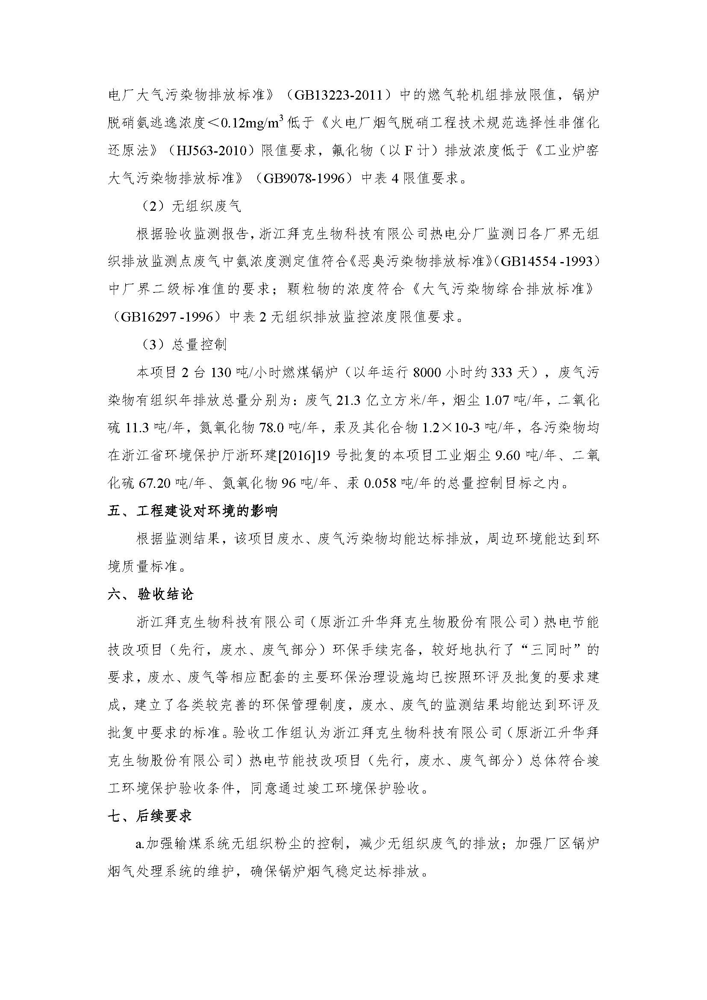 电厂大气污染物排放标准》（GB13223-2011）中的燃气轮机组排放限值，锅炉
脱硝氨逃逸浓度＜0.12mg/m³低于《火电厂烟气脱硝工程技术规范选择性非催化
还原法》（HJ563-2010）限值要求，氟化物（以 F 计）排放浓度低于《工业炉窑
大气污染物排放标准》（GB9078-1996）中表 4 限值要求。
（2）无组织废气
根据验收监测报告，浙江拜克生物科技有限公司热电分厂监测日各厂界无组
织排放监测点废气中氨浓度测定值符合《恶臭污染物排放标准》（GB14554 -1993）
中厂界二级标准值的要求；颗粒物的浓度符合《大气污染物综合排放标准》
（GB16297 -1996）中表 2 无组织排放监控浓度限值要求。
（3）总量控制
本项目 2 台 130 吨/小时燃煤锅炉（以年运行 8000 小时约 333 天），废气污
染物有组织年排放总量分别为：废气 21.3 亿立方米/年，烟尘 1.07 吨/年，二氧化
硫 11.3 吨/年，氮氧化物 78.0 吨/年，汞及其化合物 1.2×10-3 吨/年，各污染物均
在浙江省环境保护厅浙环建[2016]19 号批复的本项目工业烟尘 9.60 吨/年、二氧
化硫 67.20 吨/年、氮氧化物 96 吨/年、汞 0.058 吨/年的总量控制目标之内。
五、工程建设对环境的影响
根据监测结果，该项目废水、废气污染物均能达标排放，周边环境能达到环
境质量标准。
六、验收结论
浙江拜克生物科技有限公司（原浙江升华拜克生物股份有限公司）热电节能
技改项目（先行，废水、废气部分）环保手续完备，较好地执行了“三同时”的
要求，废水、废气等相应配套的主要环保治理设施均已按照环评及批复的要求建
成，建立了各类较完善的环保管理制度，废水、废气的监测结果均能达到环评及
批复中要求的标准。验收工作组认为浙江拜克生物科技有限公司（原浙江升华拜
克生物股份有限公司）热电节能技改项目（先行，废水、废气部分）总体符合竣
工环境保护验收条件，同意通过竣工环境保护验收。
七、后续要求
a.加强输煤系统无组织粉尘的控制，减少无组织废气的排放；加强厂区锅炉
烟气处理系统的维护，确保锅炉烟气稳定达标排放。